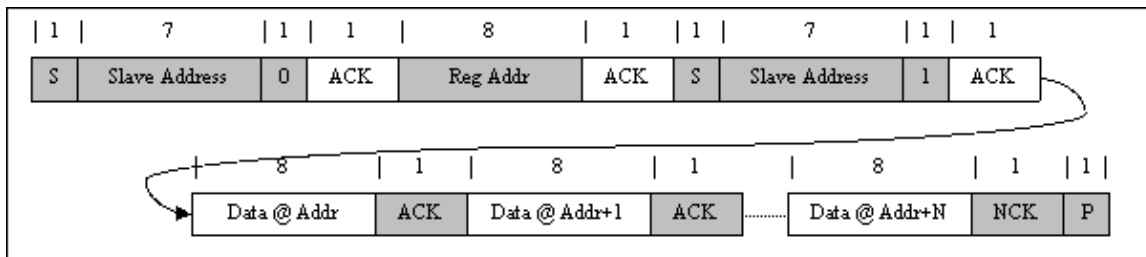 | 1 | 7 | 1 | 1 | 8 | 1 | 1 | 7 | 1 | 1
S Slave Address 0 ACK Reg Addr ACK S Slave Address 1 ACK
| 8 | 1 | 8 | 1 | 8 | 1 | 1 |
Data @ Addr ACK Data @ Addr+1 ACK .......... Data @ Addr+N NCK P